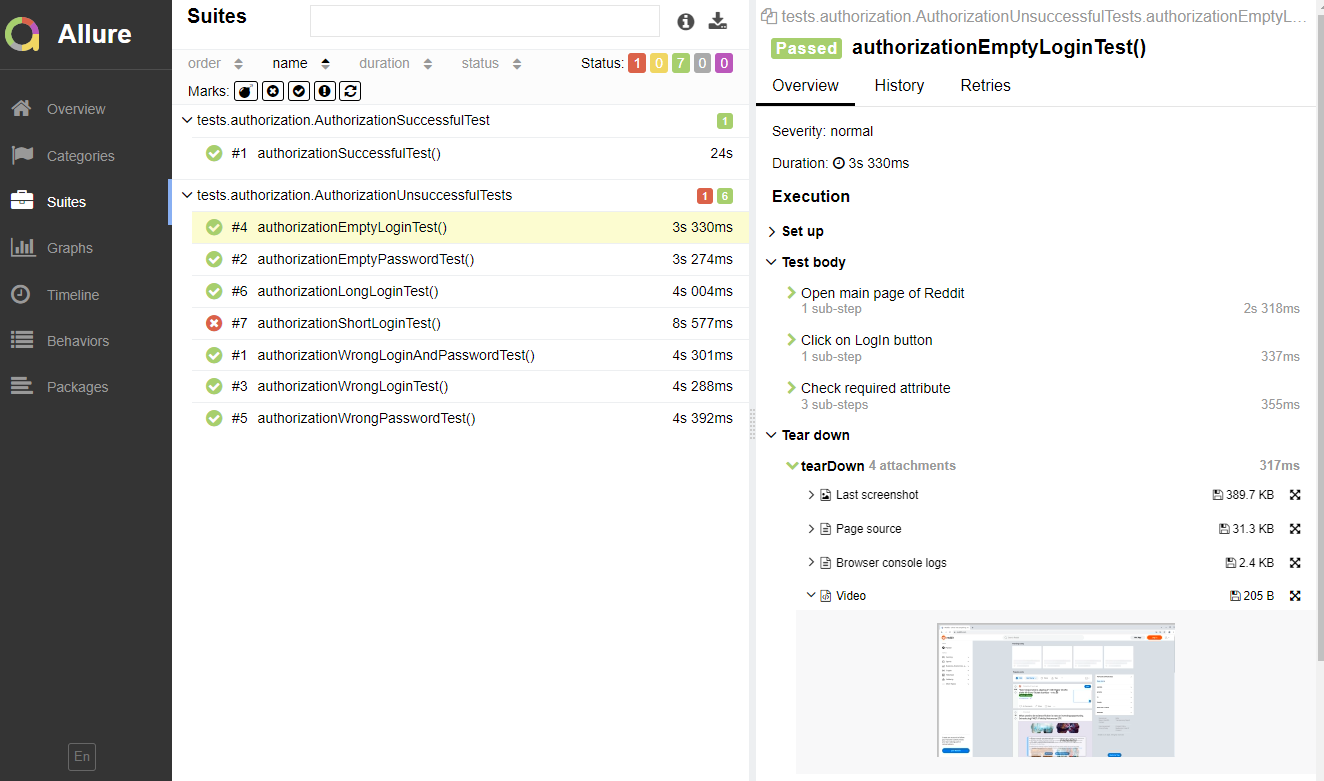 Allure
Overview
Categories
Suites
Graphs
Timeline
Behaviors
Packages
En
Suites
order name duration status Status: 1 0 7 0 0
Marks:
tests.authorization.AuthorizationSuccessfulTest 1
#1 authorizationSuccessfulTest() 24s
tests.authorization.AuthorizationUnsuccessfulTests 1 6
#4 authorizationEmptyLoginTest() 3s 330ms
#2 authorizationEmptyPasswordTest() 3s 274ms
#6 authorizationLongLoginTest() 4s 004ms
#7 authorizationShortLoginTest() 8s 577ms
#1 authorizationWrongLoginAndPasswordTest() 4s 301ms
#3 authorizationWrongLoginTest() 4s 288ms
#5 authorizationWrongPasswordTest() 4s 392ms
tests.authorization.AuthorizationUnsuccessfulTests.authorizationEmptyL...
Passed authorizationEmptyLoginTest()
Overview History Retries
Severity: normal
Duration: 3s 330ms
Execution
Set up
Test body
Open main page of Reddit
1 sub-step 2s 318ms
Click on LogIn button
1 sub-step 337ms
Check required attribute
3 sub-steps 355ms
Tear down
tearDown 4 attachments 317ms
Last screenshot 389.7 KB
Page source 31.3 KB
Browser console logs 2.4 KB
Video 205 B